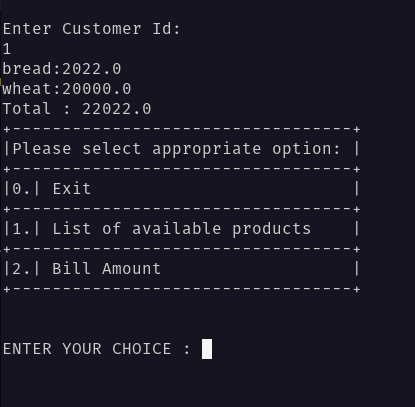 Enter Customer Id:
1
bread:2022.0
wheat:20000.0
Total : 22022.0
+----------------------------------+
|Please select appropriate option: |
+----------------------------------+
|0.| Exit                          |
+----------------------------------+
|1.| List of available products    |
+----------------------------------+
|2.| Bill Amount                   |
+----------------------------------+
ENTER YOUR CHOICE :